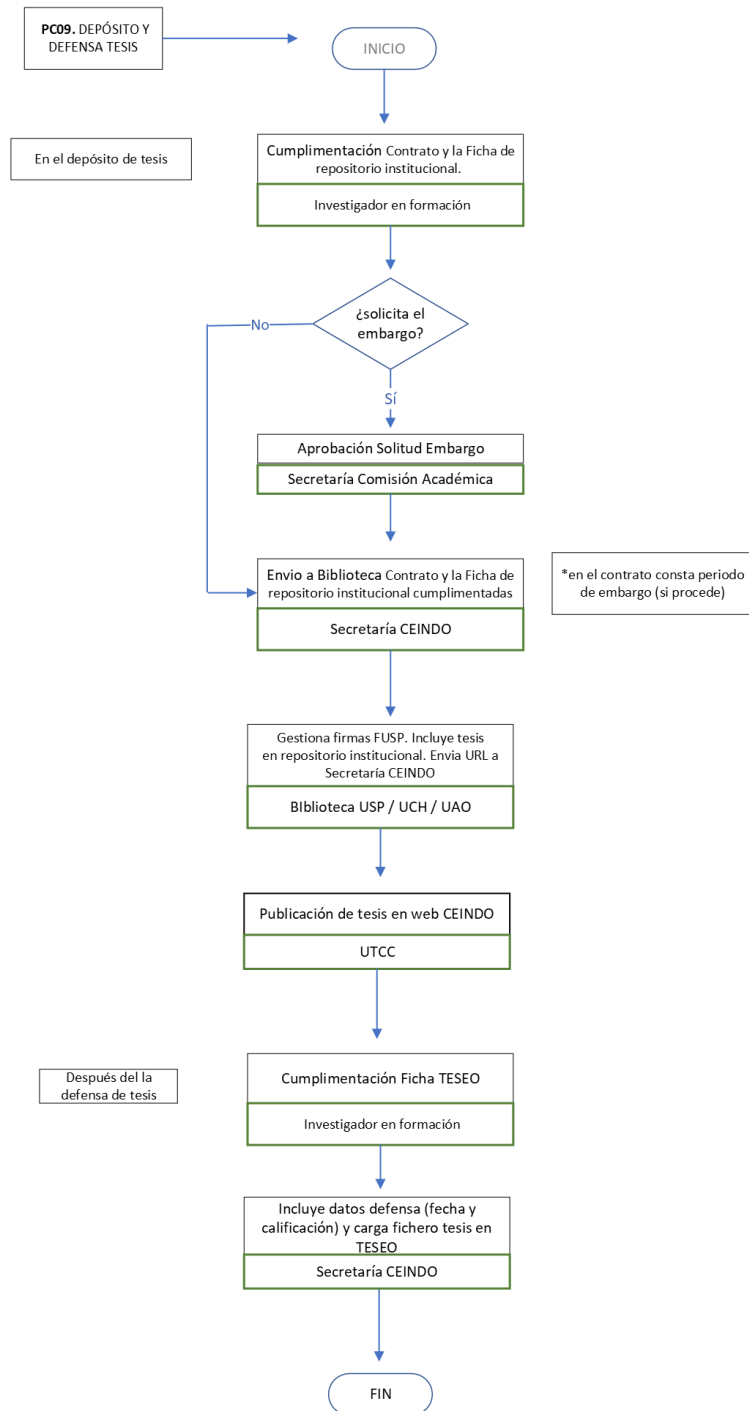 PC09. DEPÓSITO Y
DEFENSA TESIS
INICIO
En el depósito de tesis
Cumplimentación Contrato y la Ficha de
repositorio institucional.
Investigador en formación
¿solicita el
embargo?
No
Sí
Aprobación Solitud Embargo
Secretaría Comisión Académica
Envio a Biblioteca Contrato y la Ficha de
repositorio institucional cumplimentadas
Secretaría CEINDO
*en el contrato consta periodo
de embargo (si procede)
Gestiona firmas FUSP. Incluye tesis
en repositorio institucional. Envia URL a
Secretaría CEINDO
BIblioteca USP / UCH / UAO
Publicación de tesis en web CEINDO
UTCC
Después del la
defensa de tesis
Cumplimentación Ficha TESEO
Investigador en formación
Incluye datos defensa (fecha y
calificación) y carga fichero tesis en
TESEO
Secretaría CEINDO
FIN